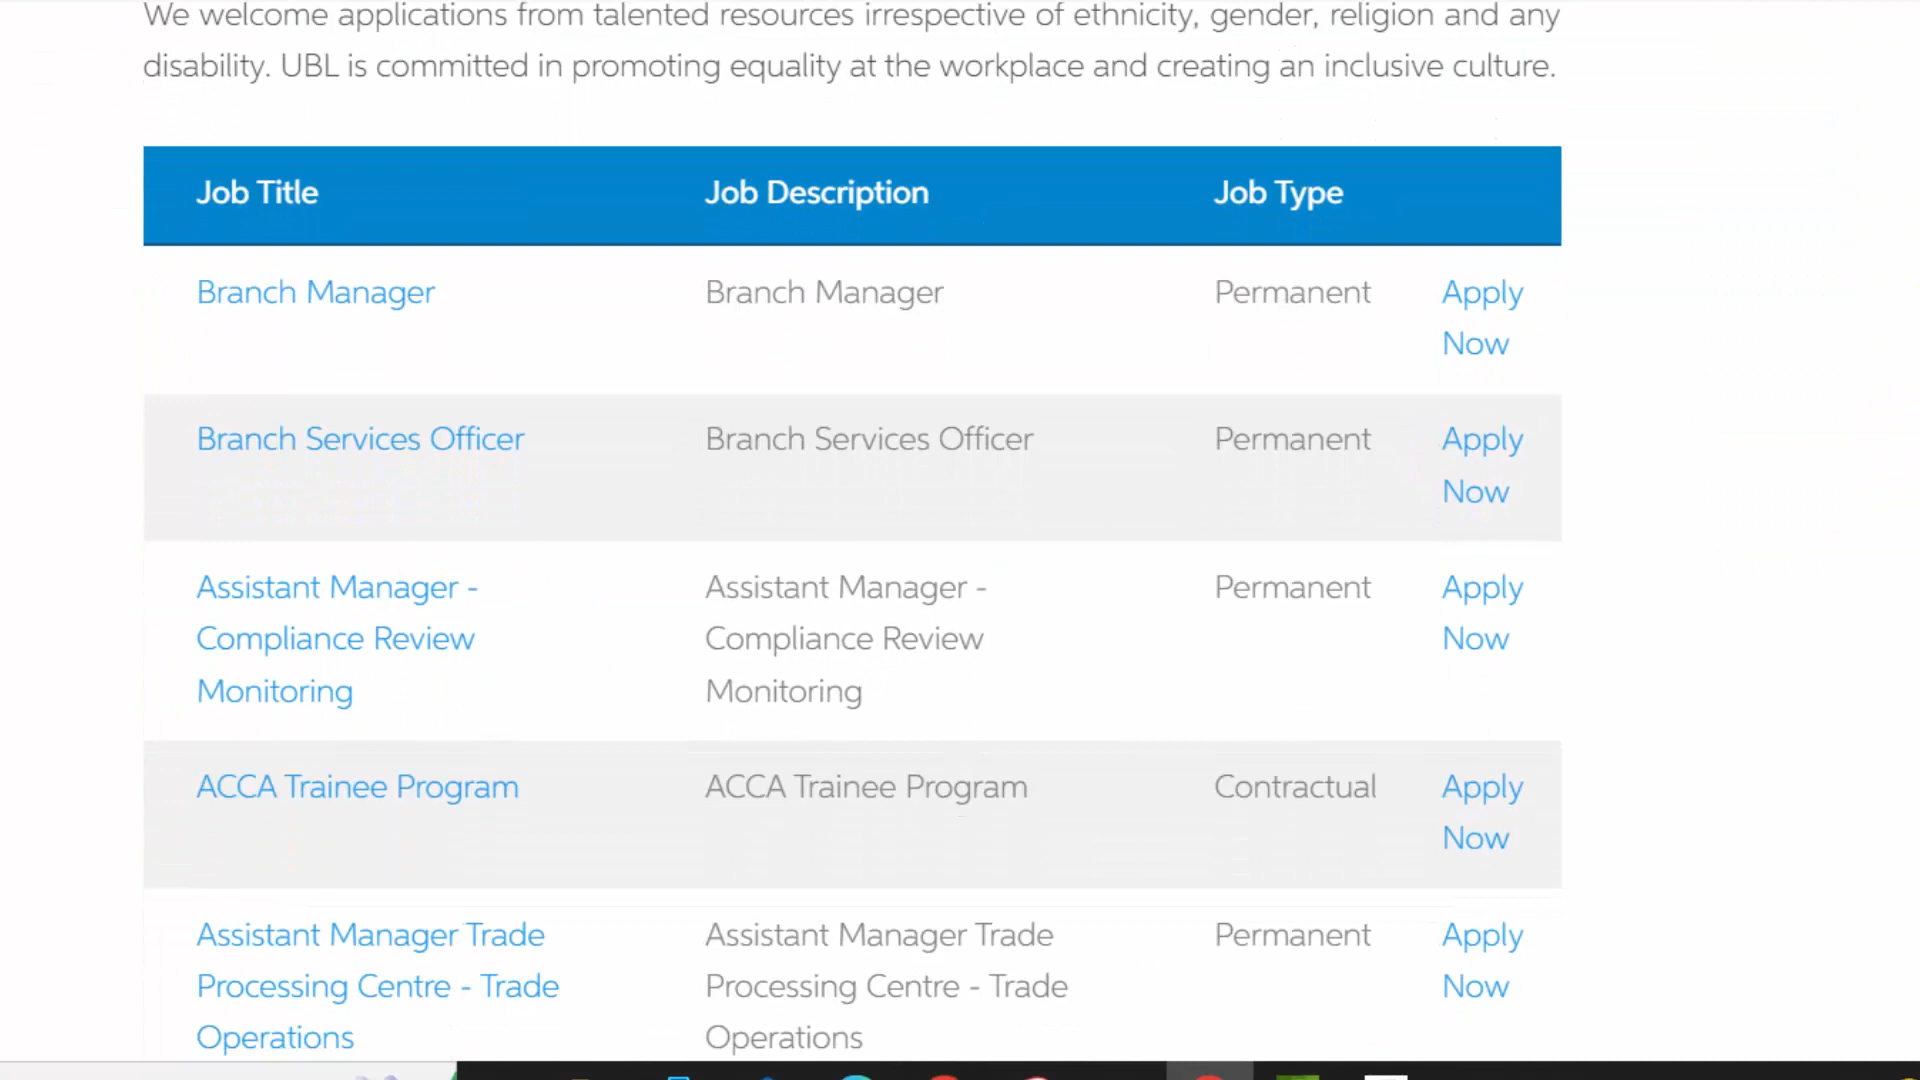 We welcome applications from talented resources irrespective of ethnicity, gender, religion and any
disability. UBL is committed in promoting equality at the workplace and creating an inclusive culture.
Job Title Job Description Job Type
Branch Manager Branch Manager Permanent Apply
Now
Branch Services Officer Branch Services Officer Permanent Apply
Now
Assistant Manager - Assistant Manager - Permanent Apply
Compliance Review Compliance Review Now
Monitoring Monitoring
ACCA Trainee Program ACCA Trainee Program Contractual Apply
Now
Assistant Manager Trade Assistant Manager Trade Permanent Apply
Processing Centre - Trade Processing Centre - Trade Now
Operations Operations